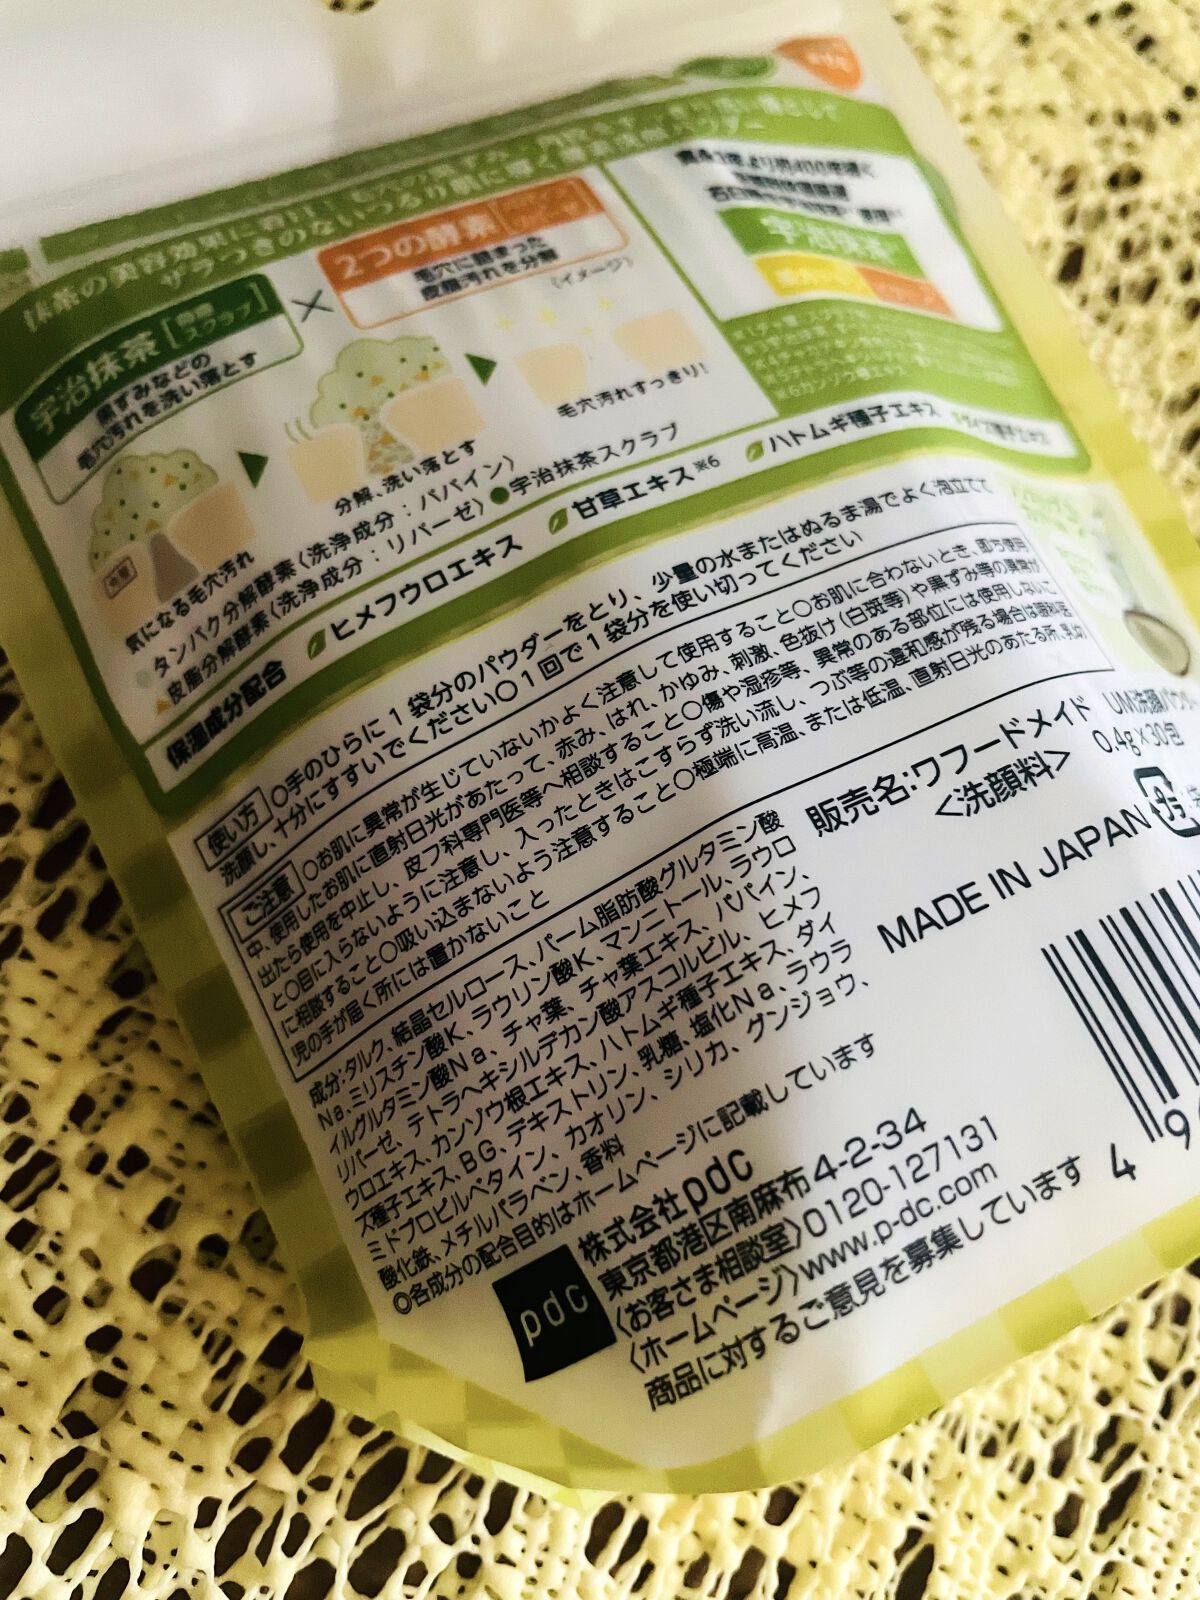 抹茶の美容効果に着目！
ザラつきのないつるり肌に導く酵素洗顔パウダー
宇治抹茶
スクラブ
黒ずみなどの
毛穴汚れを洗い落とす
×
2つの酵素
毛穴に詰まった
皮脂汚れを分解
(イメージ)
気になる毛穴汚れ
分解、洗い落とす
毛穴汚れすっきり!
タンパク分解酵素(洗浄成分：パパイン)
皮脂分解酵素(洗浄成分：リパーゼ) ●宇治抹茶スクラブ
宇治抹茶
保湿成分配合 ヒメフウロエキス 甘草エキス※6 ハトムギ種子エキス ダイズ種子エキス
使い方 ○手のひらに1袋分のパウダーをとり、少量の水またはぬるま湯でよく泡立てて
洗顔し、十分にすすいでください○1回で1袋分を使い切ってください
ご注意 ○お肌に異常が生じていないかよく注意して使用すること○お肌に合わないとき、即ち使用
中、使用したお肌に直射日光があたって、赤み、はれ、かゆみ、刺激、色抜け(白斑等)や黒ずみ等の異常が
出たら使用を中止し、皮フ科専門医等へ相談すること○傷や湿疹等、異常のある部位には使用しないこ
と○目に入らないように注意し、入ったときはこすらず洗い流し、つぶ等の違和感が残る場合は眼科医
に相談すること○吸い込まないよう注意すること○極端に高温、または低温、直射日光のあたる所、乳幼
児の手が届く所には置かないこと
成分:タルク、結晶セルロース、パーム脂肪酸グルタミン酸
Na、ミリスチン酸K、ラウリン酸K、マンニトール、ラウロ
イルグルタミン酸Na、チャ葉、チャ葉エキス、パパイン、
リパーゼ、テトラヘキシルデカン酸アスコルビル、ヒメフ
ウロエキス、カンゾウ根エキス、ハトムギ種子エキス、ダイ
ズ種子エキス、BG、デキストリン、乳糖、塩化Na、ラウラ
ミドプロピルベタイン、カオリン、シリカ、グンジョウ、
酸化鉄、メチルパラベン、香料
○各成分の配合目的はホームページに記載しています
販売名:ワフードメイド UM洗顔パウダ
<洗顔料> 0.4g×30包
MADE IN JAPAN
プラ
pdc
株式会社pdc
東京都港区南麻布4-2-34
〈お客さま相談室〉0120-127131
〈ホームページ〉www.p-dc.com
商品に対するご意見を募集しています
4 9